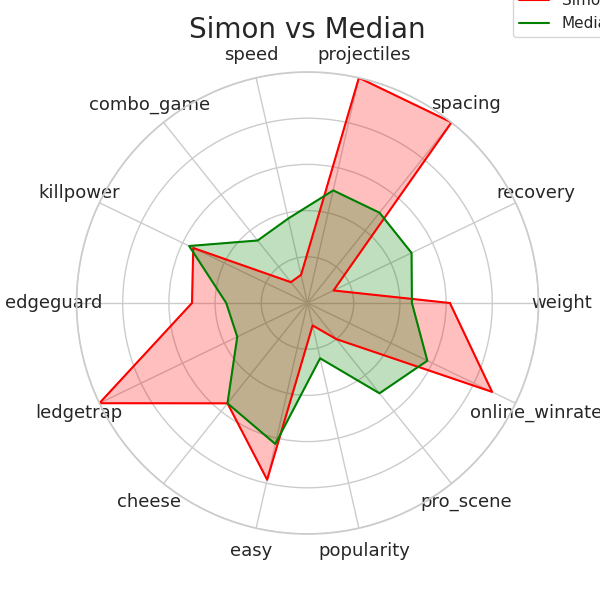 Simon vs Median
speed
projectiles
combo_game
spacing
killpower
recovery
edgeguard
weight
ledgetrap
online_winrate
cheese
pro_scene
easy
popularity